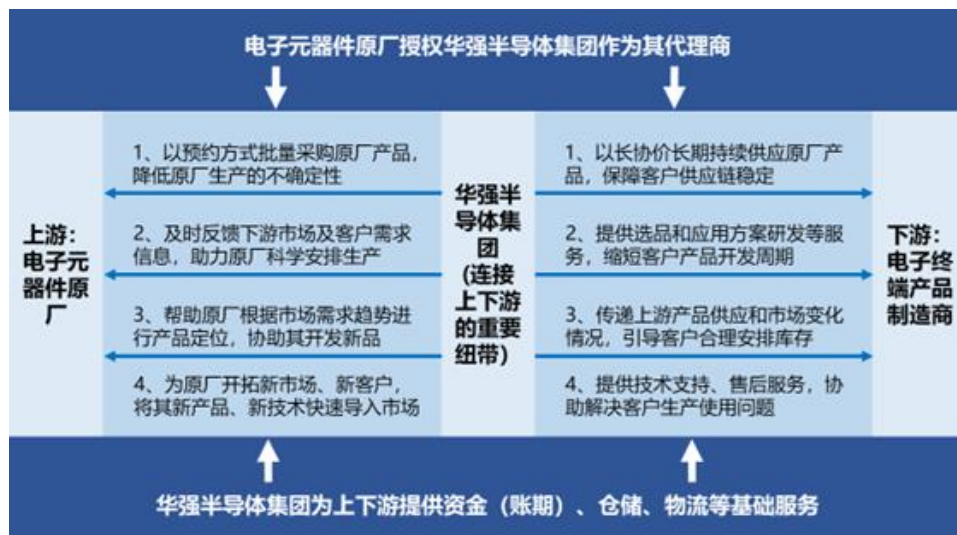 电子元器件原厂授权华强半导体集团作为其代理商
上游：
电子元
器件原
厂
1、以预约方式批量采购原厂产品，
降低原厂生产的不确定性
2、及时反馈下游市场及客户需求
信息，助力原厂科学安排生产
3、帮助原厂根据市场需求趋势进
行产品定位，协助其开发新品
4、为原厂开拓新市场、新客户，
将其新产品、新技术快速导入市场
华强半
导体集
团
(连接
上下游
的重要
纽带)
1、以长协价长期持续供应原厂产
品，保障客户供应链稳定
2、提供选品和应用方案研发等服
务，缩短客户产品开发周期
3、传递上游产品供应和市场变化
情况，引导客户合理安排库存
4、提供技术支持、售后服务，协
助解决客户生产使用问题
下游：
电子终
端产品
制造商
华强半导体集团为上下游提供资金（账期）、仓储、物流等基础服务